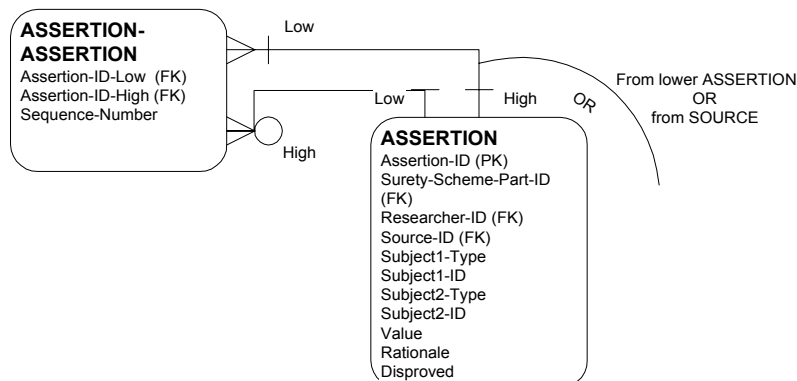 ASSERTION-
ASSERTION
Assertion-ID-Low (FK)
Assertion-ID-High (FK)
Sequence-Number
Low
High
Low
High
OR
From lower ASSERTION
OR
from SOURCE
ASSERTION
Assertion-ID (PK)
Surety-Scheme-Part-ID
(FK)
Researcher-ID (FK)
Source-ID (FK)
Subject1-Type
Subject1-ID
Subject2-Type
Subject2-ID
Value
Rationale
Disproved